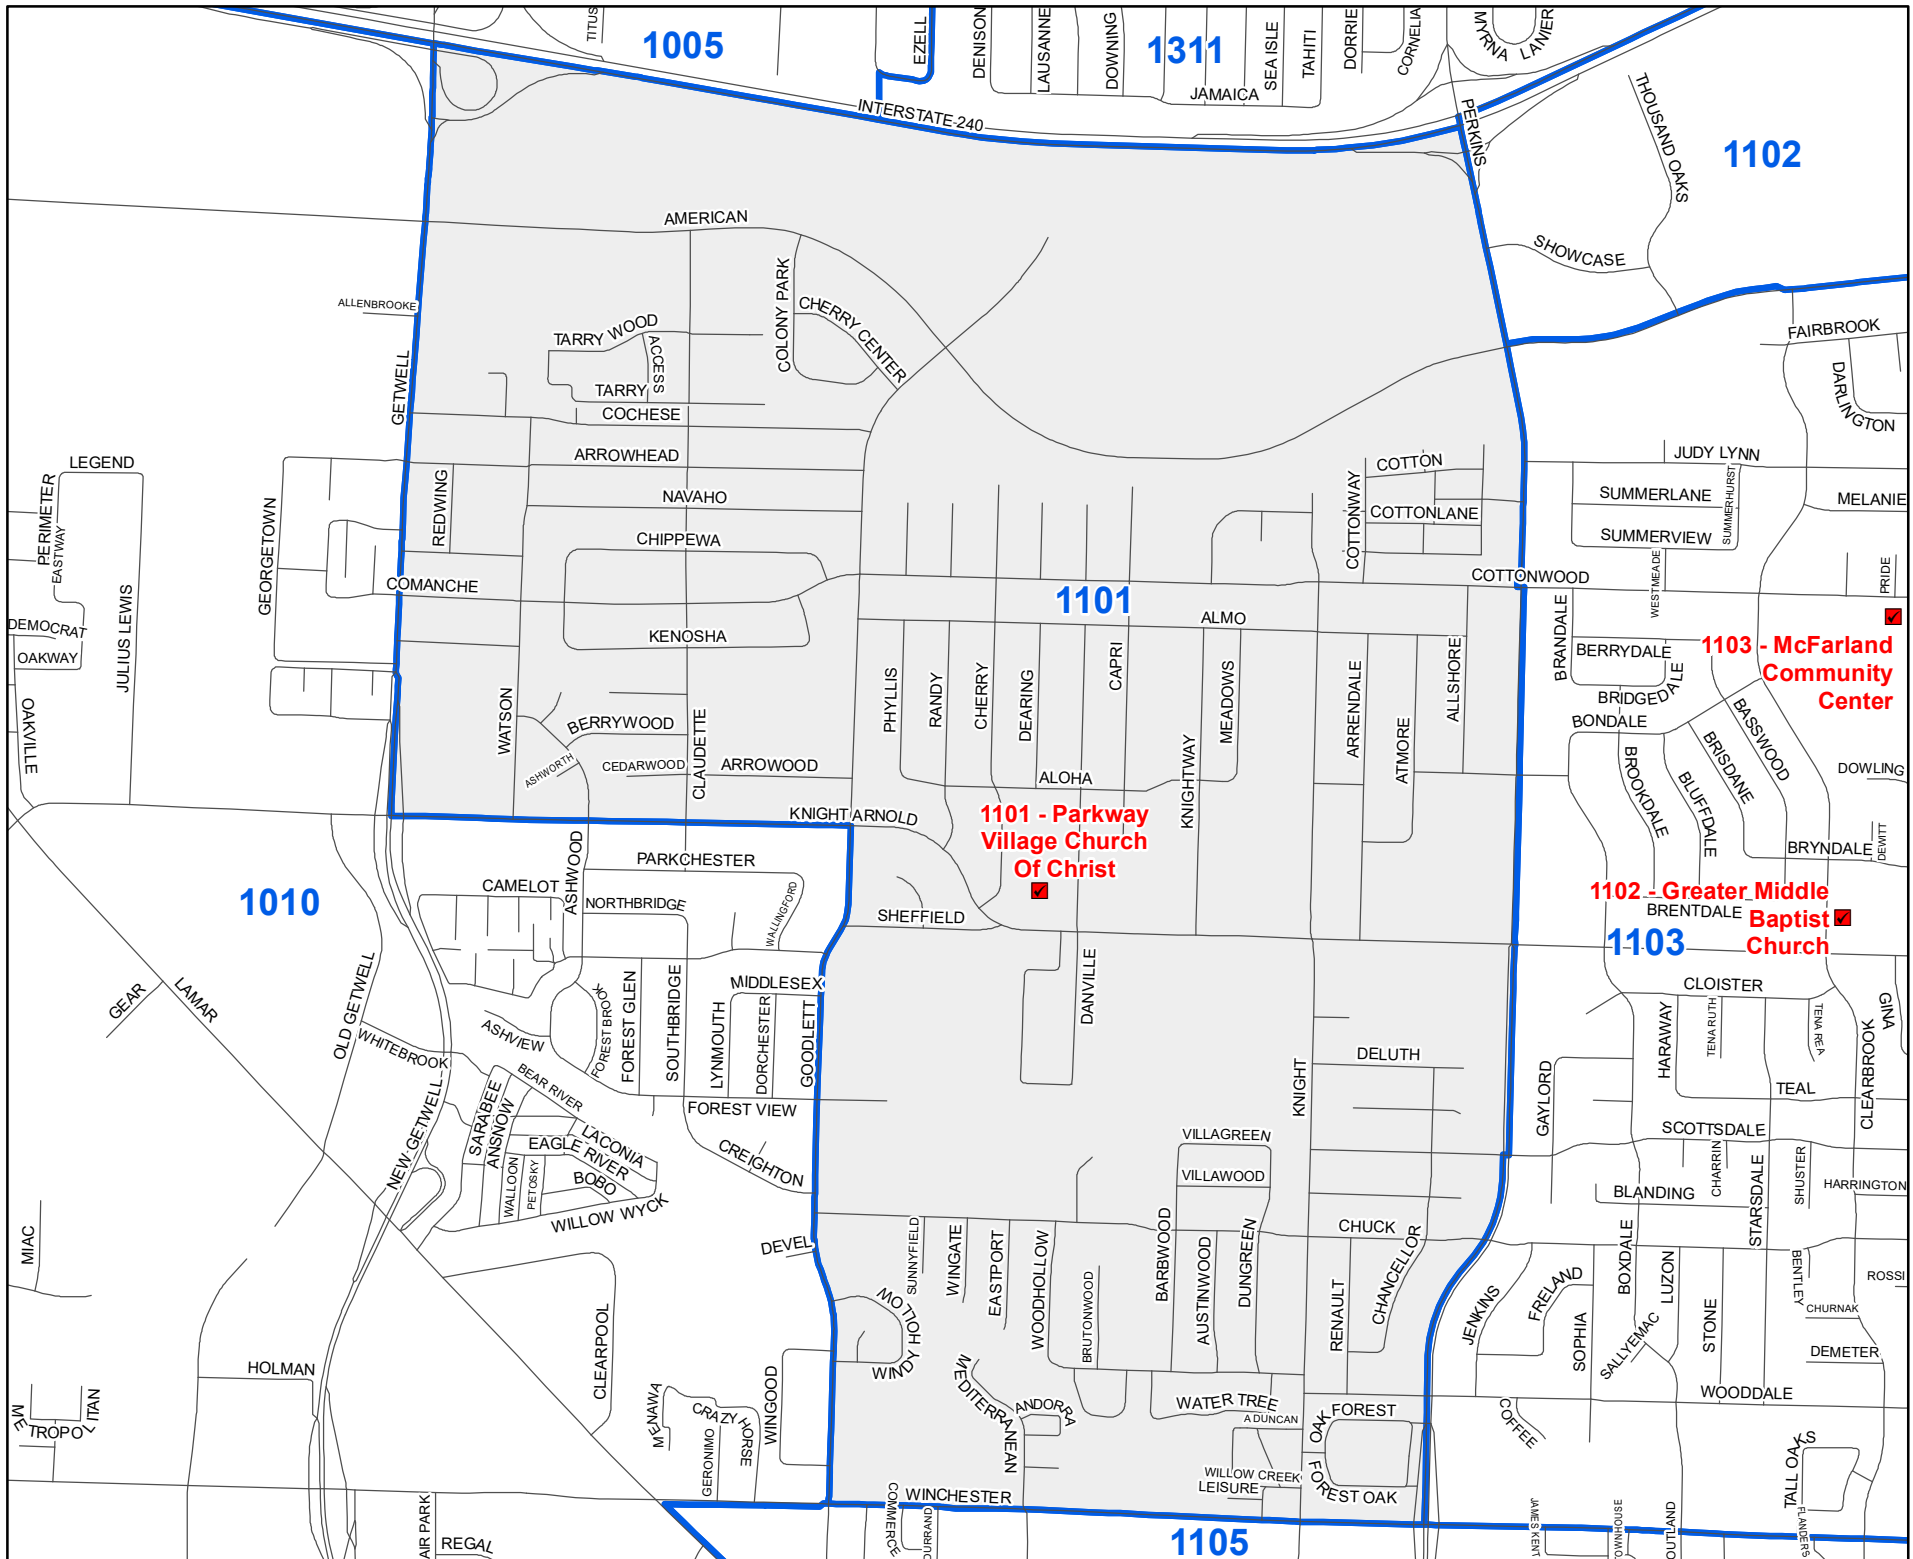 TITUS
1005
EZELL
DENISON
LAUSANNE
DOWNING
1311
SEA ISLE
TAHITI
DORRIE
CORNELIA
MYRNA
LANIER
JAMAICA
INTERSTATE 240
PERKINS
THOUSAND OAKS
1102
AMERICAN
SHOWCASE
COLONY PARK
CHERRY CENTER
ALLENBROOKE
TARRY WOOD
ACCESS
TARRY
GETWELL
COCHESE
FAIRBROOK
DARLINGTON
LEGEND
ARROWHEAD
COTTON
JUDY LYNN
PERIMETER
EASTWAY
GEORGETOWN
REDWING
NAVAHO
COTTONWAY
COTTONLANE
SUMMERLANE
SUMMERHURST
MELANIE
CHIPPEWA
SUMMERVIEW
COMANCHE
COTTONWOOD
WESTMEADE
PRIDE
1101
JULIUS LEWIS
DEMOCRAT
OAKWAY
KENOSHA
ALMO
BRANDALE
BERRYDALE
1103 - McFarland
Community
Center
BRIDGEDALE
BONDALE
OAKVILLE
WATSON
BERRYWOOD
CLAUDETTE
PHYLLIS
RANDY
CHERRY
DEARING
CAPRI
MEADOWS
ARRENDALE
ATMORE
ALLSHORE
BASSWOOD
BRISDANE
BLUFFDALE
BROOKDALE
DOWLING
ASHWORTH
CEDARWOOD
ARROWOOD
ALOHA
KNIGHTWAY
KNIGHT ARNOLD
1101 - Parkway
Village Church
Of Christ
BRYNDALE
DEWITT
PARKCHESTER
ASHWOOD
CAMELOT
NORTHBRIDGE
WALLINGFORD
1010
SHEFFIELD
1102 - Greater Middle
Baptist
Church
BRENTDALE
1103
GEAR
LAMAR
OLD GETWELL
FOREST BROOK
FOREST GLEN
SOUTHBRIDGE
MIDDLESEX
LYNMOUTH
DORCHESTER
GOODLETT
DANVILLE
CLOISTER
HARAWAY
TENA RUTH
TENA REA
GINA
CLEARBROOK
ASHVIEW
WHITEBROOK
KNIGHT
DELUTH
GAYLORD
TEAL
BEAR RIVER
NEW GETWELL
SARABEE
ANSNOW
FOREST VIEW
LACONIA
EAGLE RIVER
BOBO
WALLOON
PETOSKY
WILLOW WYCK
CREIGHTON
VILLAGREEN
VILLAWOOD
SCOTTSDALE
CHARRIN
STARSDALE
SHUSTER
HARRINGTON
BLANDING
MIAC
DEVEL
SUNNYFIELD
WINGATE
EASTPORT
WOODHOLLOW
BRUTONWOOD
BARBWOOD
AUSTINWOOD
DUNGREEN
CHUCK
RENAULT
CHANCELLOR
JENKINS
FRELAND
BOXDALE
LUZON
BENTLEY
ROSSI
CHURNAK
SOPHIA
SALLYEMAC
STONE
DEMETER
CLEARPOOL
WINDY HOLLOW
HOLMAN
METROPOLITAN
MENAWA
CRAZY HORSE
GERONIMO
WINGOOD
MEDITERRANEAN
ANDORRA
WATER TREE
A DUNCAN
OAK FOREST
WOODDALE
COFFEE
WILLOW CREEK
LEISURE
FOREST OAK
TALL OAKS
AIR PARK
REGAL
COMMERCE
DURRAND
WINCHESTER
1105
JAMES KENT
OWNHOUSE
OUTLAND
FLANDERS